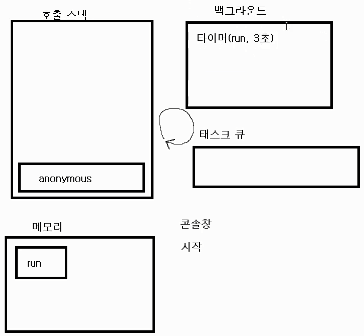 호출 스택
백그라운드
타이머(run, 3초)
태스크 큐
anonymous
메모리
콘솔창
시작
run